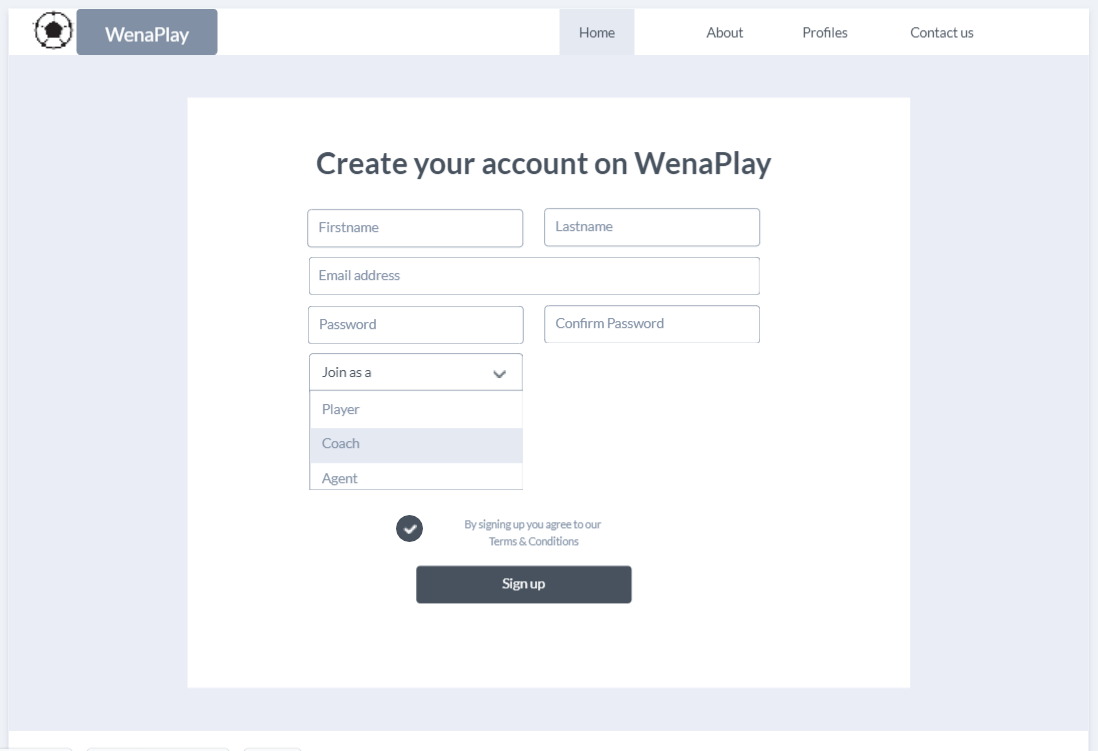 WenaPlay
Home
About
Profiles
Contact us
Create your account on WenaPlay
Firstname
Lastname
Email address
Password
Confirm Password
Join as a
Player
Coach
Agent
By signing up you agree to our
Terms & Conditions
Sign up